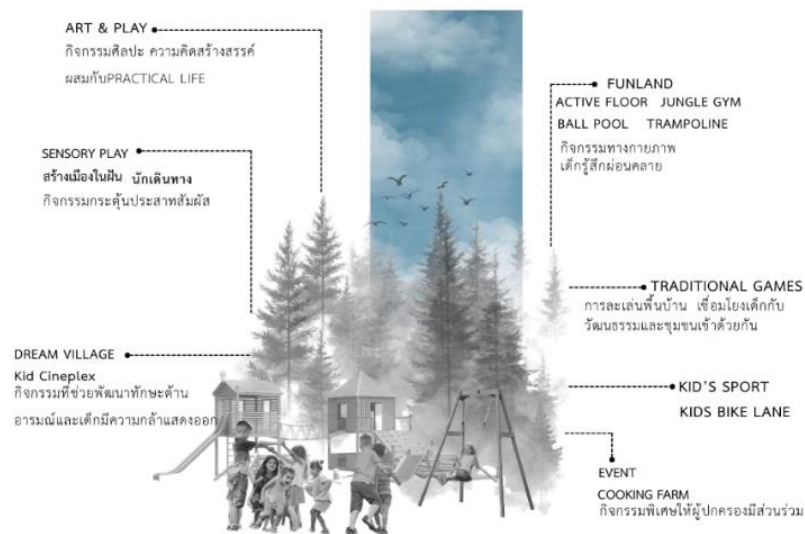 ART & PLAY
กิจกรรมศิลปะ ความคิดสร้างสรรค์
ผสมกับPRACTICAL LIFE
SENSORY PLAY
สร้างเมืองในฝัน นักเดินทาง
กิจกรรมกระตุ้นประสาทสัมผัส
DREAM VILLAGE
Kid Cineplex
กิจกรรมที่ช่วยพัฒนาทักษะด้าน
อารมณ์และเด็กมีความกล้าแสดงออก
FUNLAND
ACTIVE FLOOR JUNGLE GYM
BALL POOL TRAMPOLINE
กิจกรรมทางกายภาพ
เด็กรู้สึกผ่อนคลาย
TRADITIONAL GAMES
การละเล่นพื้นบ้าน เชื่อมโยงเด็กกับ
วัฒนธรรมและชุมชนเข้าด้วยกัน
KID'S SPORT
KIDS BIKE LANE
EVENT
COOKING FARM
กิจกรรมพิเศษให้ผู้ปกครองมีส่วนร่วม